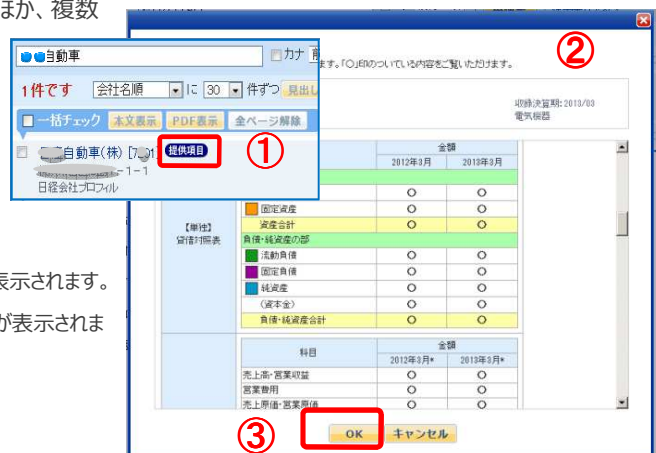 ほか、複数
自動車
カナ
1件です 会社名順 に 30 件ずつ 見出し
一括チェック 本文表示 PDF表示 全ページ解除
自動車(株) 提供項目
-1-1
日経会社プロフィル
①
表示されます。
が表示されま
②
ます。「○」印のついている内容をご覧いただけます。
収録決算期:2013/03
電気機器
金額
2012年3月 2013年3月
○ ○
固定資産 ○ ○
資産合計 ○ ○
【単独】
貸借対照表
負債・純資産の部
流動負債 ○ ○
固定負債 ○ ○
純資産 ○ ○
(資本金) ○ ○
負債・純資産合計 ○ ○
科目 金額
2012年3月* 2013年3月*
売上高・営業収益 ○ ○
営業費用 ○ ○
売上原価・営業原価 ○ ○
③
OK キャンセル